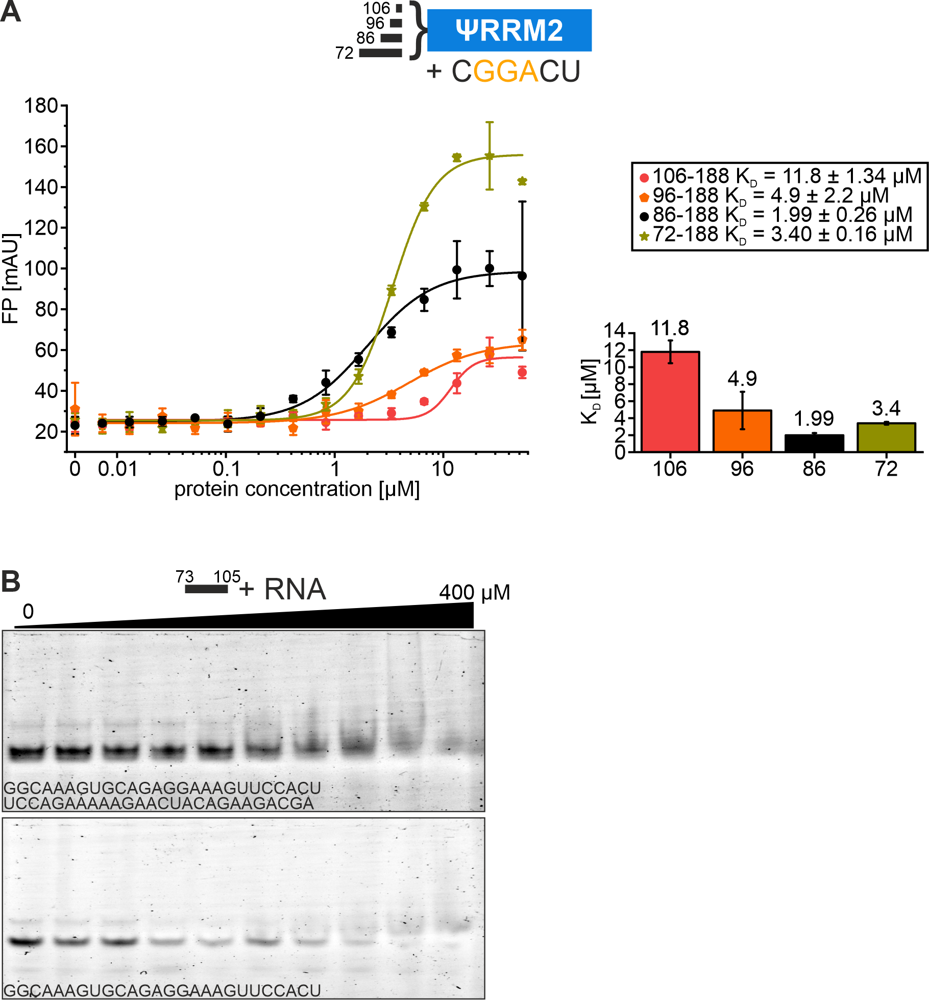 A
106
96
86
72
}
ΨRRM2
+ CGGACU
180
160
140
120
100
80
60
40
20
FP [mAU]
0 0.01 0.1 1 10
protein concentration [µM]
106-188 KD = 11.8 ± 1.34 µM
96-188 KD = 4.9 ± 2.2 µM
86-188 KD = 1.99 ± 0.26 µM
72-188 KD = 3.40 ± 0.16 µM
14
12
10
8
6
4
2
0
KD [µM]
11.8
4.9
1.99
3.4
106 96 86 72
B
73 105 + RNA
0
400 µM
GGCAAAGUGCAGAGGAAAGUUCCACU
UCCAGAAAAAGAACUACAGAAGACGA
GGCAAAGUGCAGAGGAAAGUUCCACU